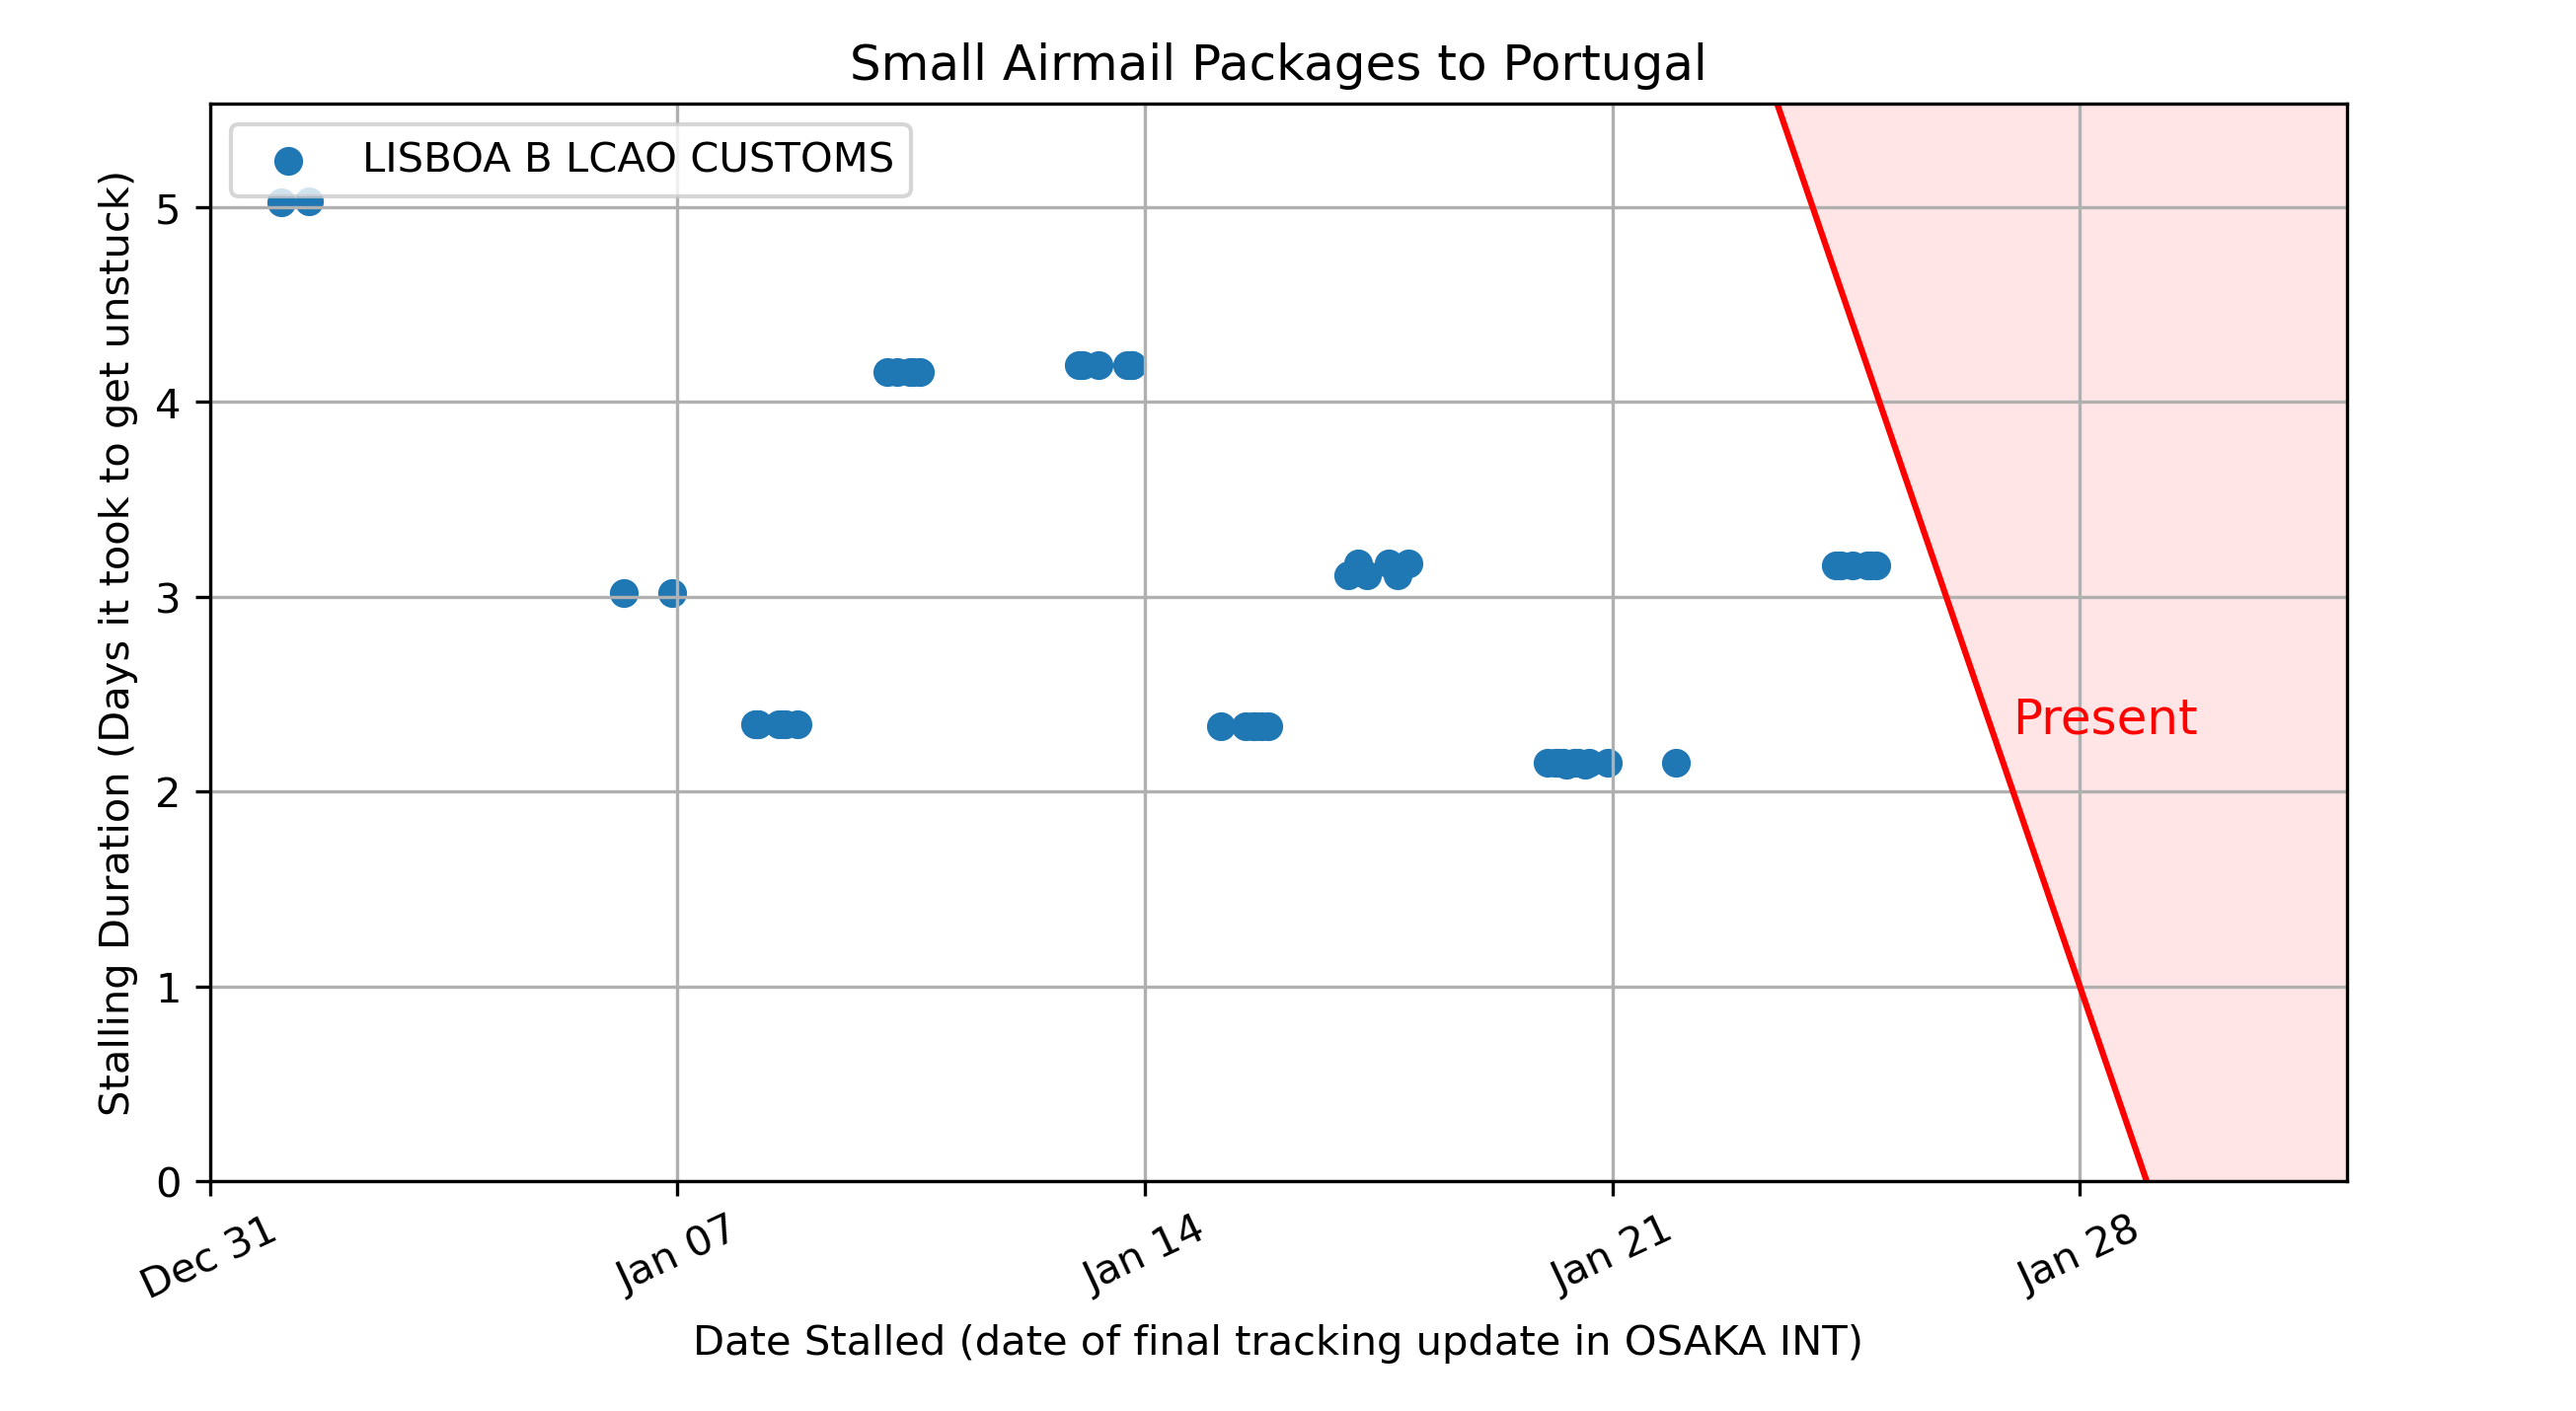 Small Airmail Packages to Portugal
LISBOA B LCAO CUSTOMS
Stalling Duration (Days it took to get unstuck)
5
4
3
2
1
0
Present
Dec 31
Jan 07
Jan 14
Jan 21
Jan 28
Date Stalled (date of final tracking update in OSAKA INT)